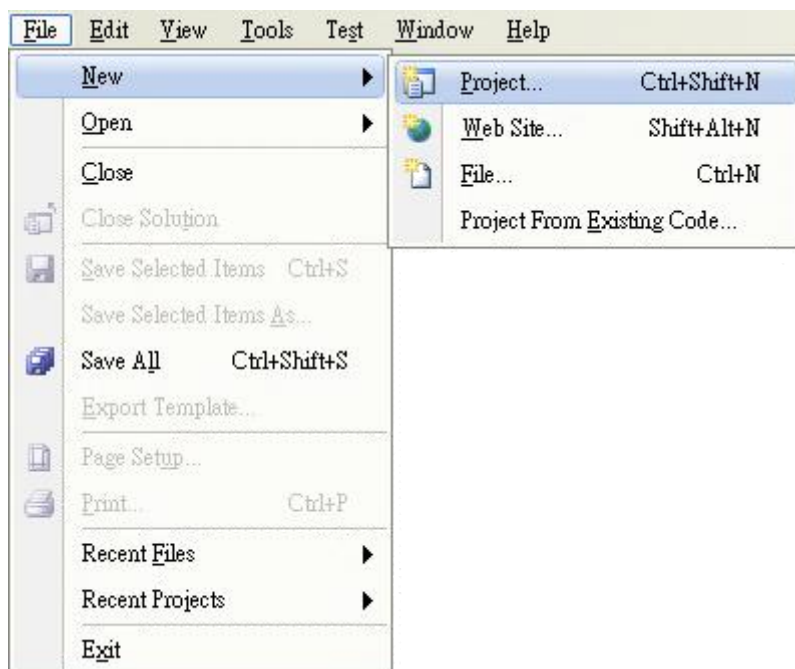 File Edit View Tools Test Window Help
New
Open
Close
Close Solution
Save Selected Items Ctrl+S
Save Selected Items As...
Save All Ctrl+Shift+S
Export Template...
Page Setup...
Print... Ctrl+P
Recent Files
Recent Projects
Exit
Project... Ctrl+Shift+N
Web Site... Shift+Alt+N
File... Ctrl+N
Project From Existing Code...